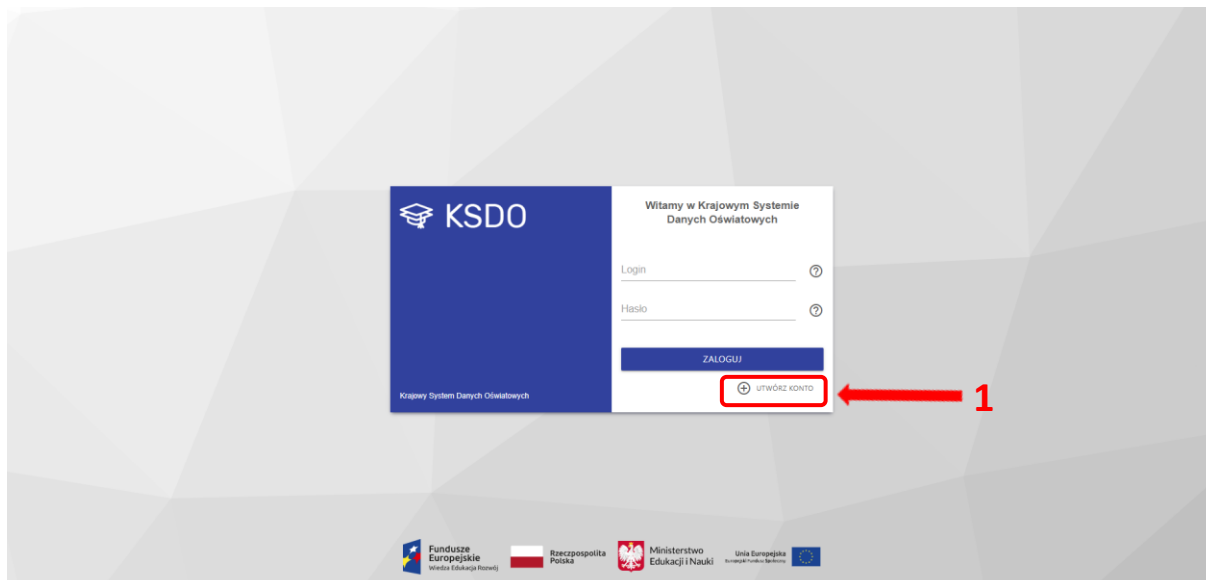 KSDO
Krajowy System Danych Oświatowych
Witamy w Krajowym Systemie
Danych Oświatowych
Login
Hasło
ZALOGUJ
UTWÓRZ KONTO
1
Fundusze
Europejskie
Wiedza Edukacja Rozwój
Rzeczpospolita
Polska
Ministerstwo
Edukacji i Nauki
Unia Europejska
Europejski Fundusz Społeczny